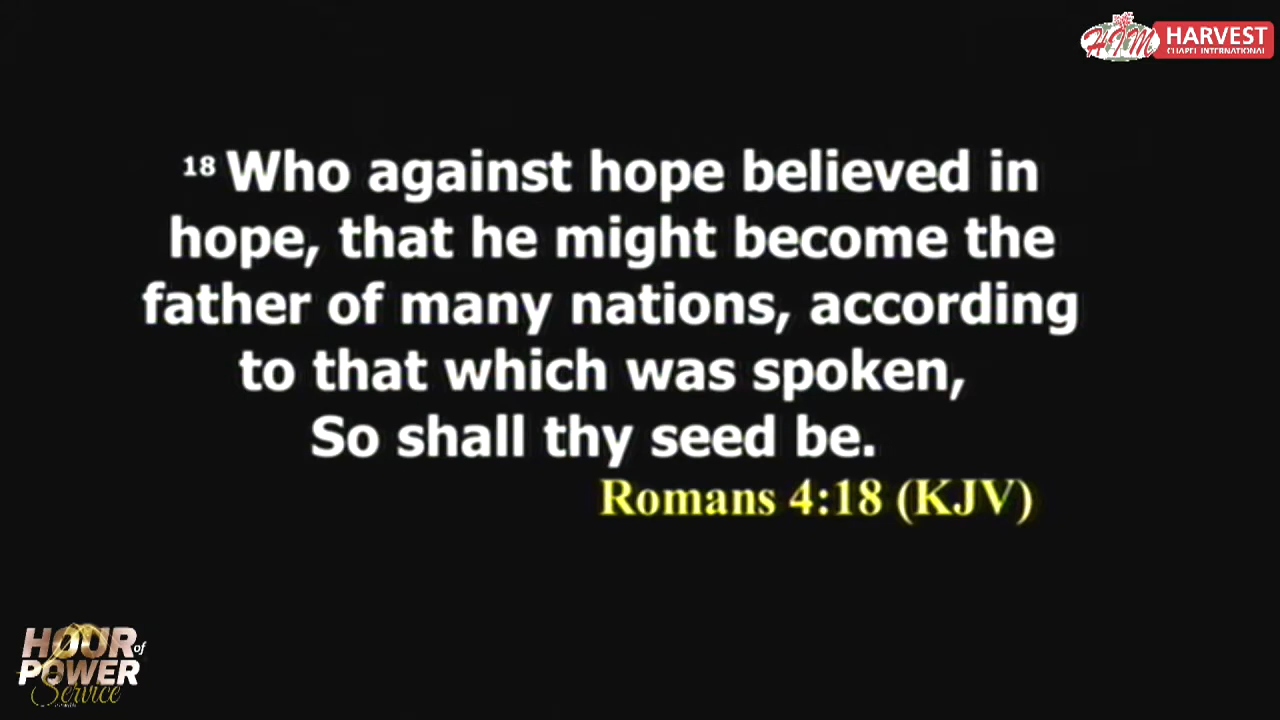 HIM HARVEST
CHAPEL INTERNATIONAL
18 Who against hope believed in
hope, that he might become the
father of many nations, according
to that which was spoken,
So shall thy seed be.
Romans 4:18 (KJV)
HOUR of
POWER
Service